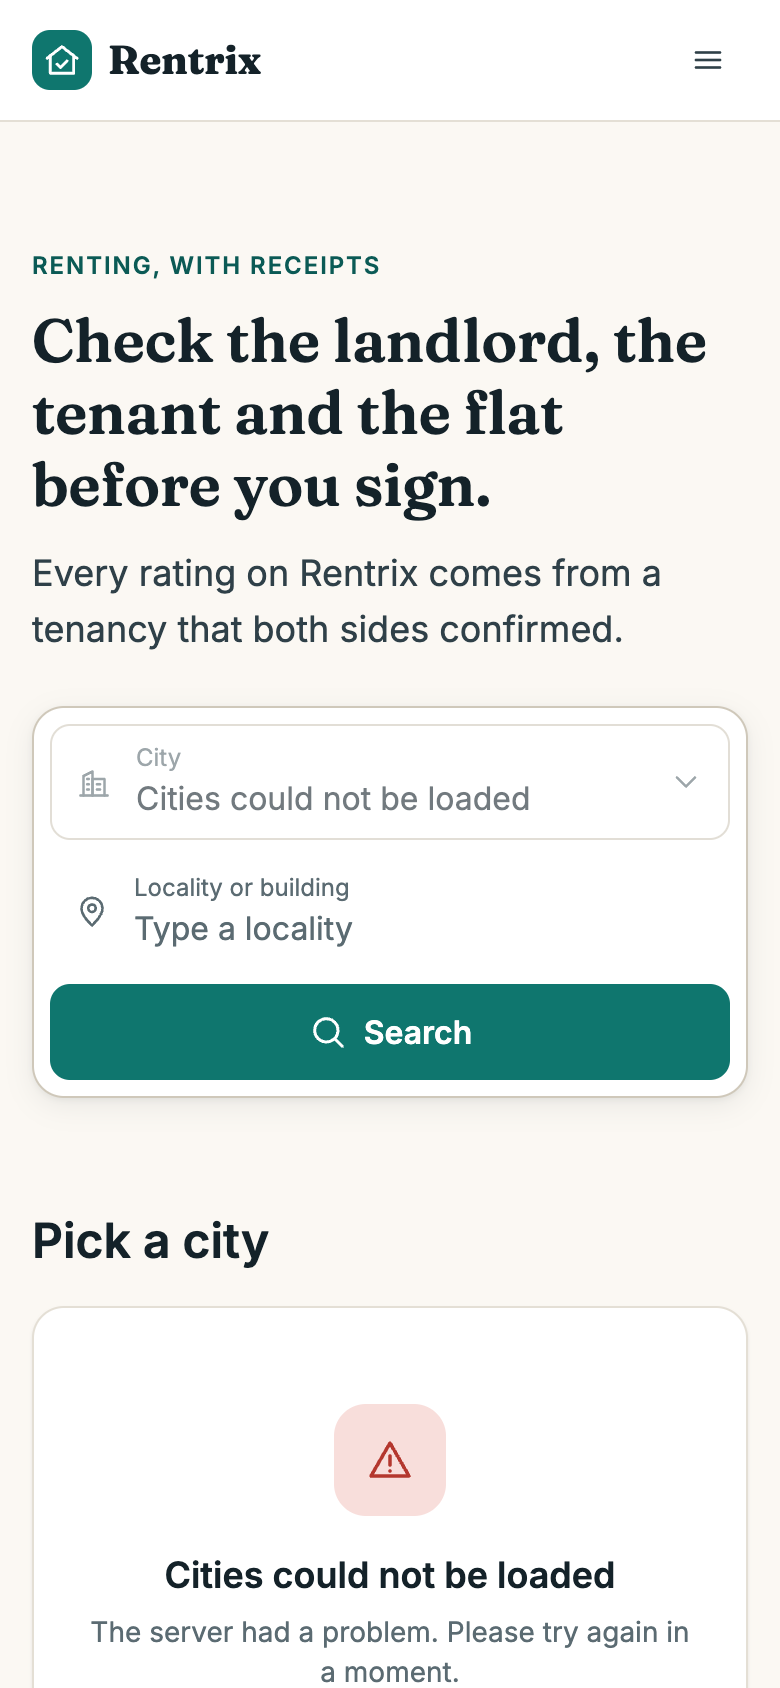 Rentrix
RENTING, WITH RECEIPTS
Check the landlord, the
tenant and the flat
before you sign.
Every rating on Rentrix comes from a
tenancy that both sides confirmed.
City
Cities could not be loaded
Locality or building
Type a locality
Search
Pick a city
Cities could not be loaded
The server had a problem. Please try again in
a moment.